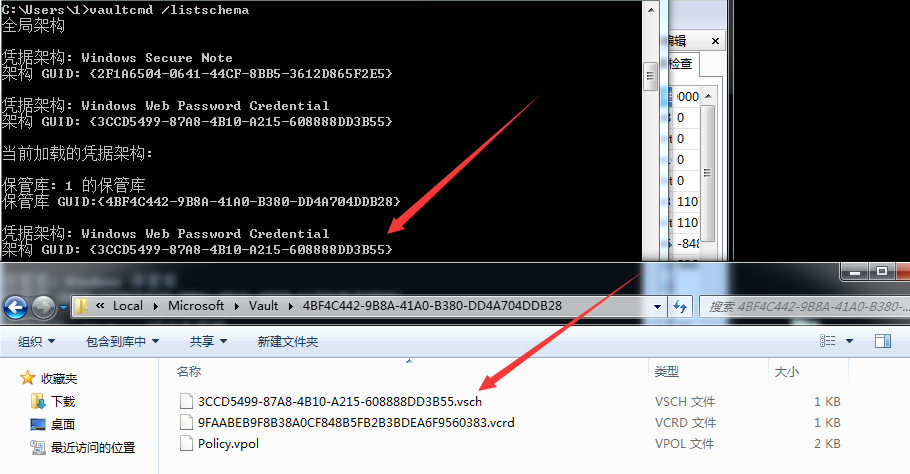 C:\Users\1>vaultcmd /listschema
全局架构
凭据架构: Windows Secure Note
架构 GUID: {2F1A6504-0641-44CF-8BB5-3612D865F2E5}
凭据架构: Windows Web Password Credential
架构 GUID: {3CCD5499-87A8-4B10-A215-608888DD3B55}
当前加载的凭据架构:
保管库: 1 的保管库
保管库 GUID:{4BF4C442-9B8A-41A0-B380-DD4A704DDB28}
凭据架构: Windows Web Password Credential
架构 GUID: {3CCD5499-87A8-4B10-A215-608888DD3B55}
编辑
检查
0000
0
0
0
0
1107
1107
-848
« Local Microsoft Vault 4BF4C442-9B8A-41A0-B380-DD4A704DDB28
搜索 4BF4C442-9B8A-41A0-B380-...
组织 包含到库中 共享 新建文件夹
名称 类型 大小
收藏夹
下载
桌面
最近访问的位置
3CCD5499-87A8-4B10-A215-608888DD3B55.vsch VSCH 文件 1 KB
9FAABEB9F8B38A0CF848B5FB2B3BDEA6F9560383.vcrd VCRD 文件 1 KB
Policy.vpol VPOL 文件 2 KB